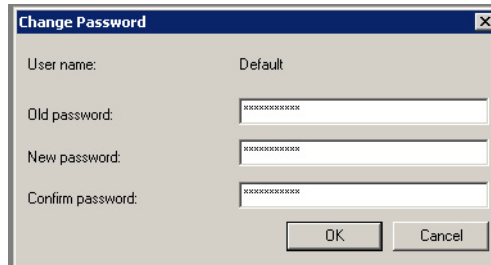 Change Password
User name: Default
Old password: ***********
New password: ***********
Confirm password: ***********
OK Cancel